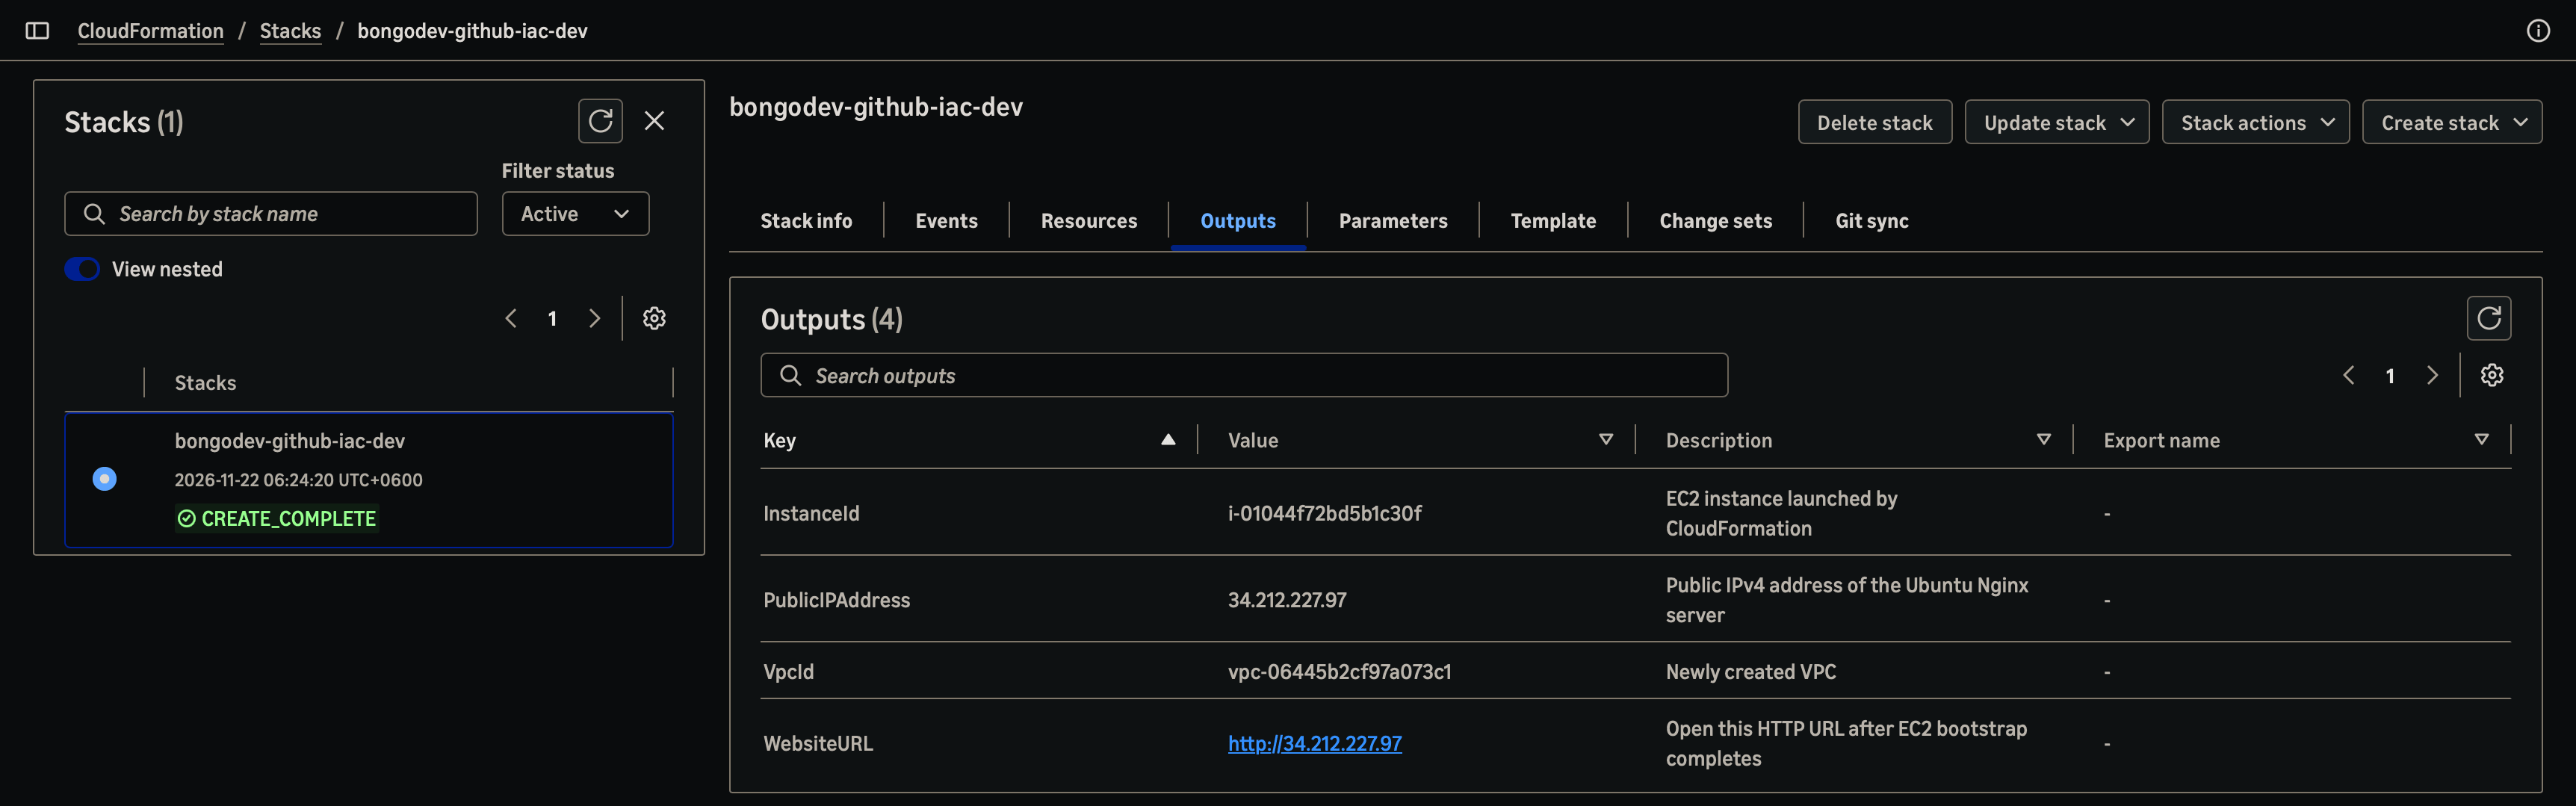 CloudFormation / Stacks / bongodev-github-iac-dev
Stacks (1)
Filter status
Search by stack name
Active
View nested
1
Stacks
bongodev-github-iac-dev
2026-11-22 06:24:20 UTC+0600
CREATE_COMPLETE
bongodev-github-iac-dev
Delete stack
Update stack
Stack actions
Create stack
Stack info
Events
Resources
Outputs
Parameters
Template
Change sets
Git sync
Outputs (4)
Search outputs
1
Key
Value
Description
Export name
InstanceId
i-01044f72bd5b1c30f
EC2 instance launched by
CloudFormation
-
PublicIPAddress
34.212.227.97
Public IPv4 address of the Ubuntu Nginx
server
-
VpcId
vpc-06445b2cf97a073c1
Newly created VPC
-
WebsiteURL
http://34.212.227.97
Open this HTTP URL after EC2 bootstrap
completes
-